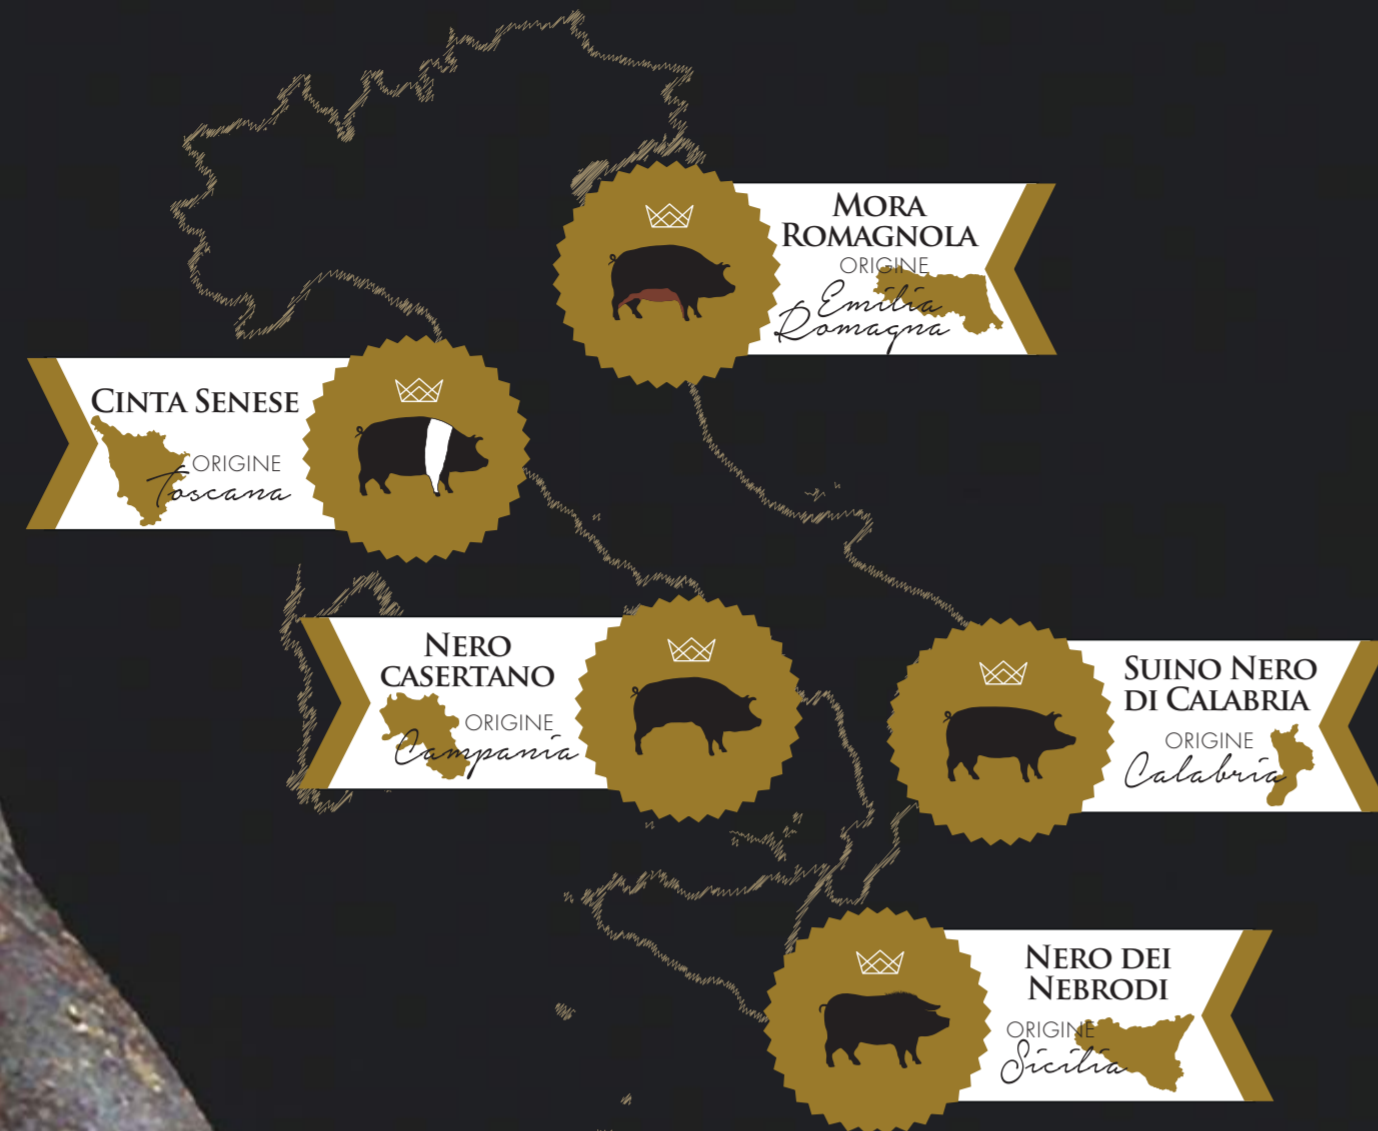 MORA
ROMAGNOLA
ORIGINE
Emilia
Romagna
CINTA SENESE
ORIGINE
Toscana
NERO
CASERTANO
ORIGINE
Campania
SUINO NERO
DI CALABRIA
ORIGINE
Calabria
NERO DEI
NEBRODI
ORIGINE
Sicilia